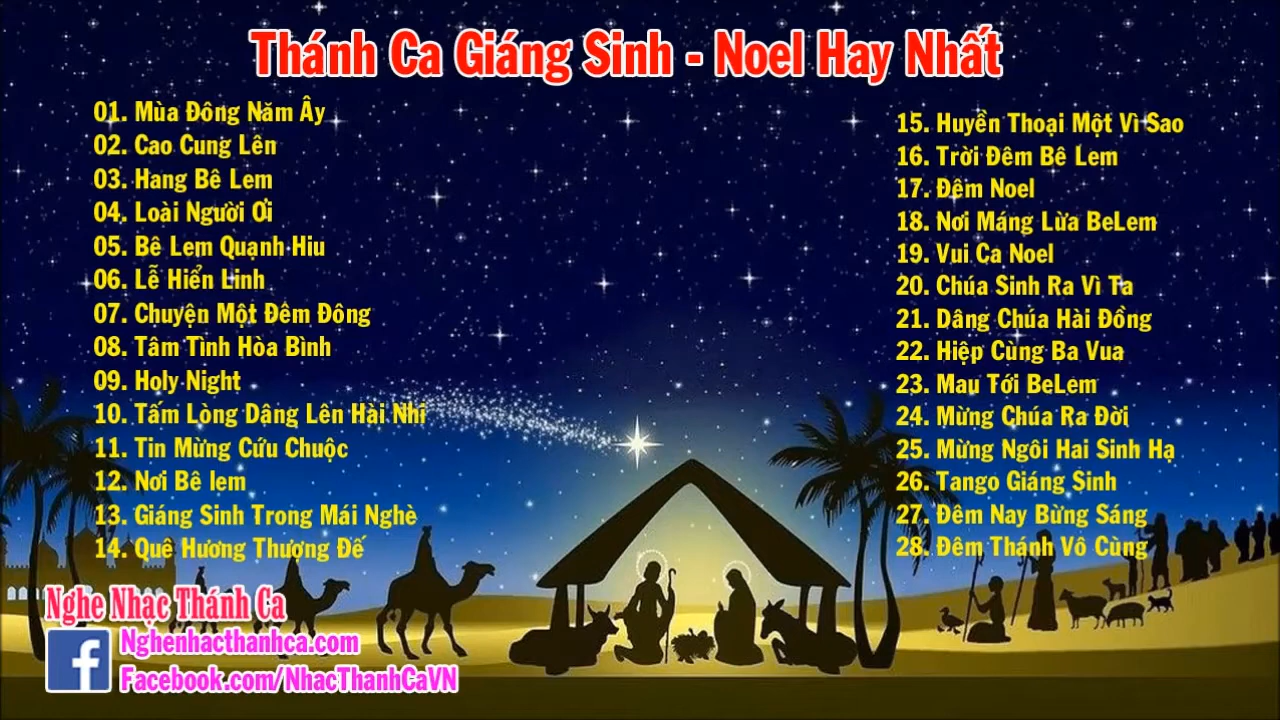 Thánh Ca Giáng Sinh - Noel Hay Nhất
01. Mùa Đông Năm Ấy
02. Cao Cung Lên
03. Hang Bê Lem
04. Loài Người Ơi
05. Bê Lem Quạnh Hiu
06. Lễ Hiển Linh
07. Chuyện Một Đêm Đông
08. Tâm Tình Hòa Bình
09. Holy Night
10. Tấm Lòng Dậng Lên Hài Nhi
11. Tin Mừng Cứu Chuộc
12. Nơi Bê lem
13. Giáng Sinh Trong Mái Nghè
14. Quê Hương Thượng Đế
15. Huyền Thoại Một Vì Sao
16. Trời Đêm Bê Lem
17. Đêm Noel
18. Nơi Máng Lừa BeLem
19. Vui Ca Noel
20. Chúa Sinh Ra Vì Ta
21. Dâng Chúa Hài Đồng
22. Hiệp Cùng Ba Vua
23. Mau Tới BeLem
24. Mừng Chúa Ra Đời
25. Mừng Ngôi Hai Sinh Hạ
26. Tango Giáng Sinh
27. Đêm Nay Bừng Sáng
28. Đêm Thánh Vô Cùng
Nghe Nhạc Thánh Ca
Nghenhacthanhca.com
Facebook.com/NhacThanhCaVN